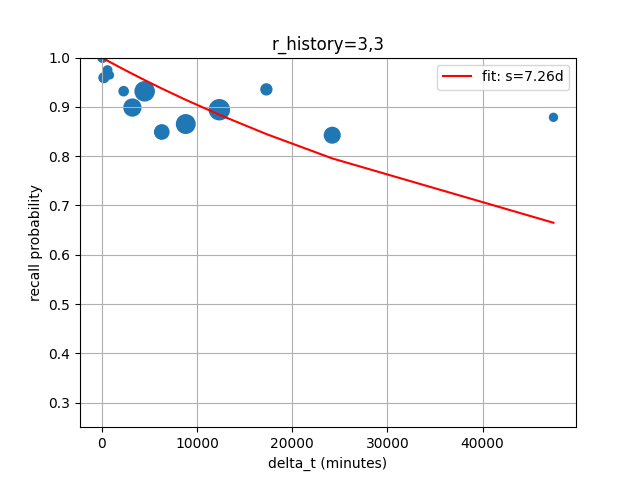 r_history=3,3
fit: s=7.26d
recall probability
1.0
0.9
0.8
0.7
0.6
0.5
0.4
0.3
0 10000 20000 30000 40000
delta_t (minutes)